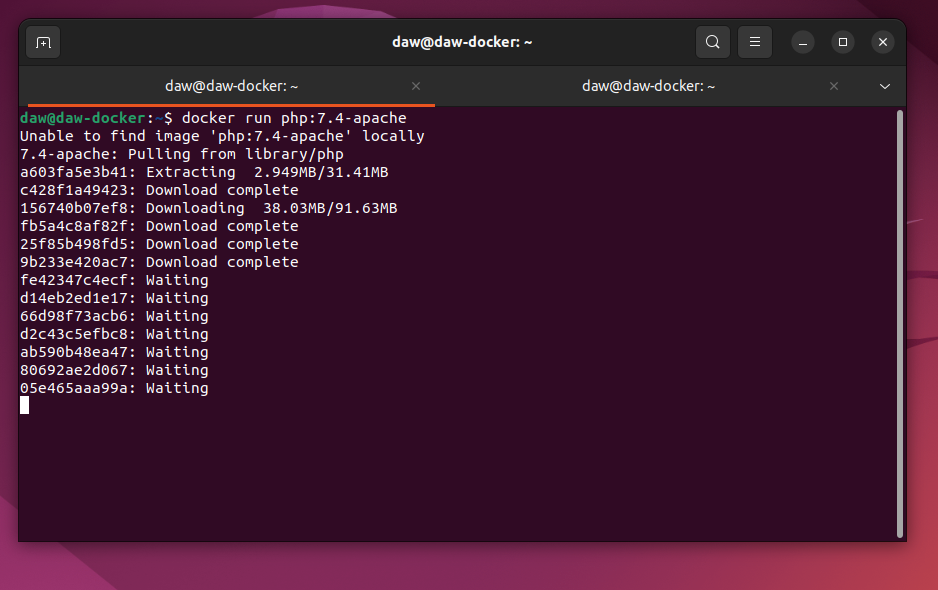 daw@daw-docker: ~
daw@daw-docker: ~
daw@daw-docker: ~
daw@daw-docker:~$ docker run php:7.4-apache
Unable to find image 'php:7.4-apache' locally
7.4-apache: Pulling from library/php
a603fa5e3b41: Extracting  2.949MB/31.41MB
c428f1a49423: Download complete
156740b07ef8: Downloading  38.03MB/91.63MB
fb5a4c8af82f: Download complete
25f85b498fd5: Download complete
9b233e420ac7: Download complete
fe42347c4ecf: Waiting
d14eb2ed1e17: Waiting
66d98f73acb6: Waiting
d2c43c5efbc8: Waiting
ab590b48ea47: Waiting
80692ae2d067: Waiting
05e465aaa99a: Waiting